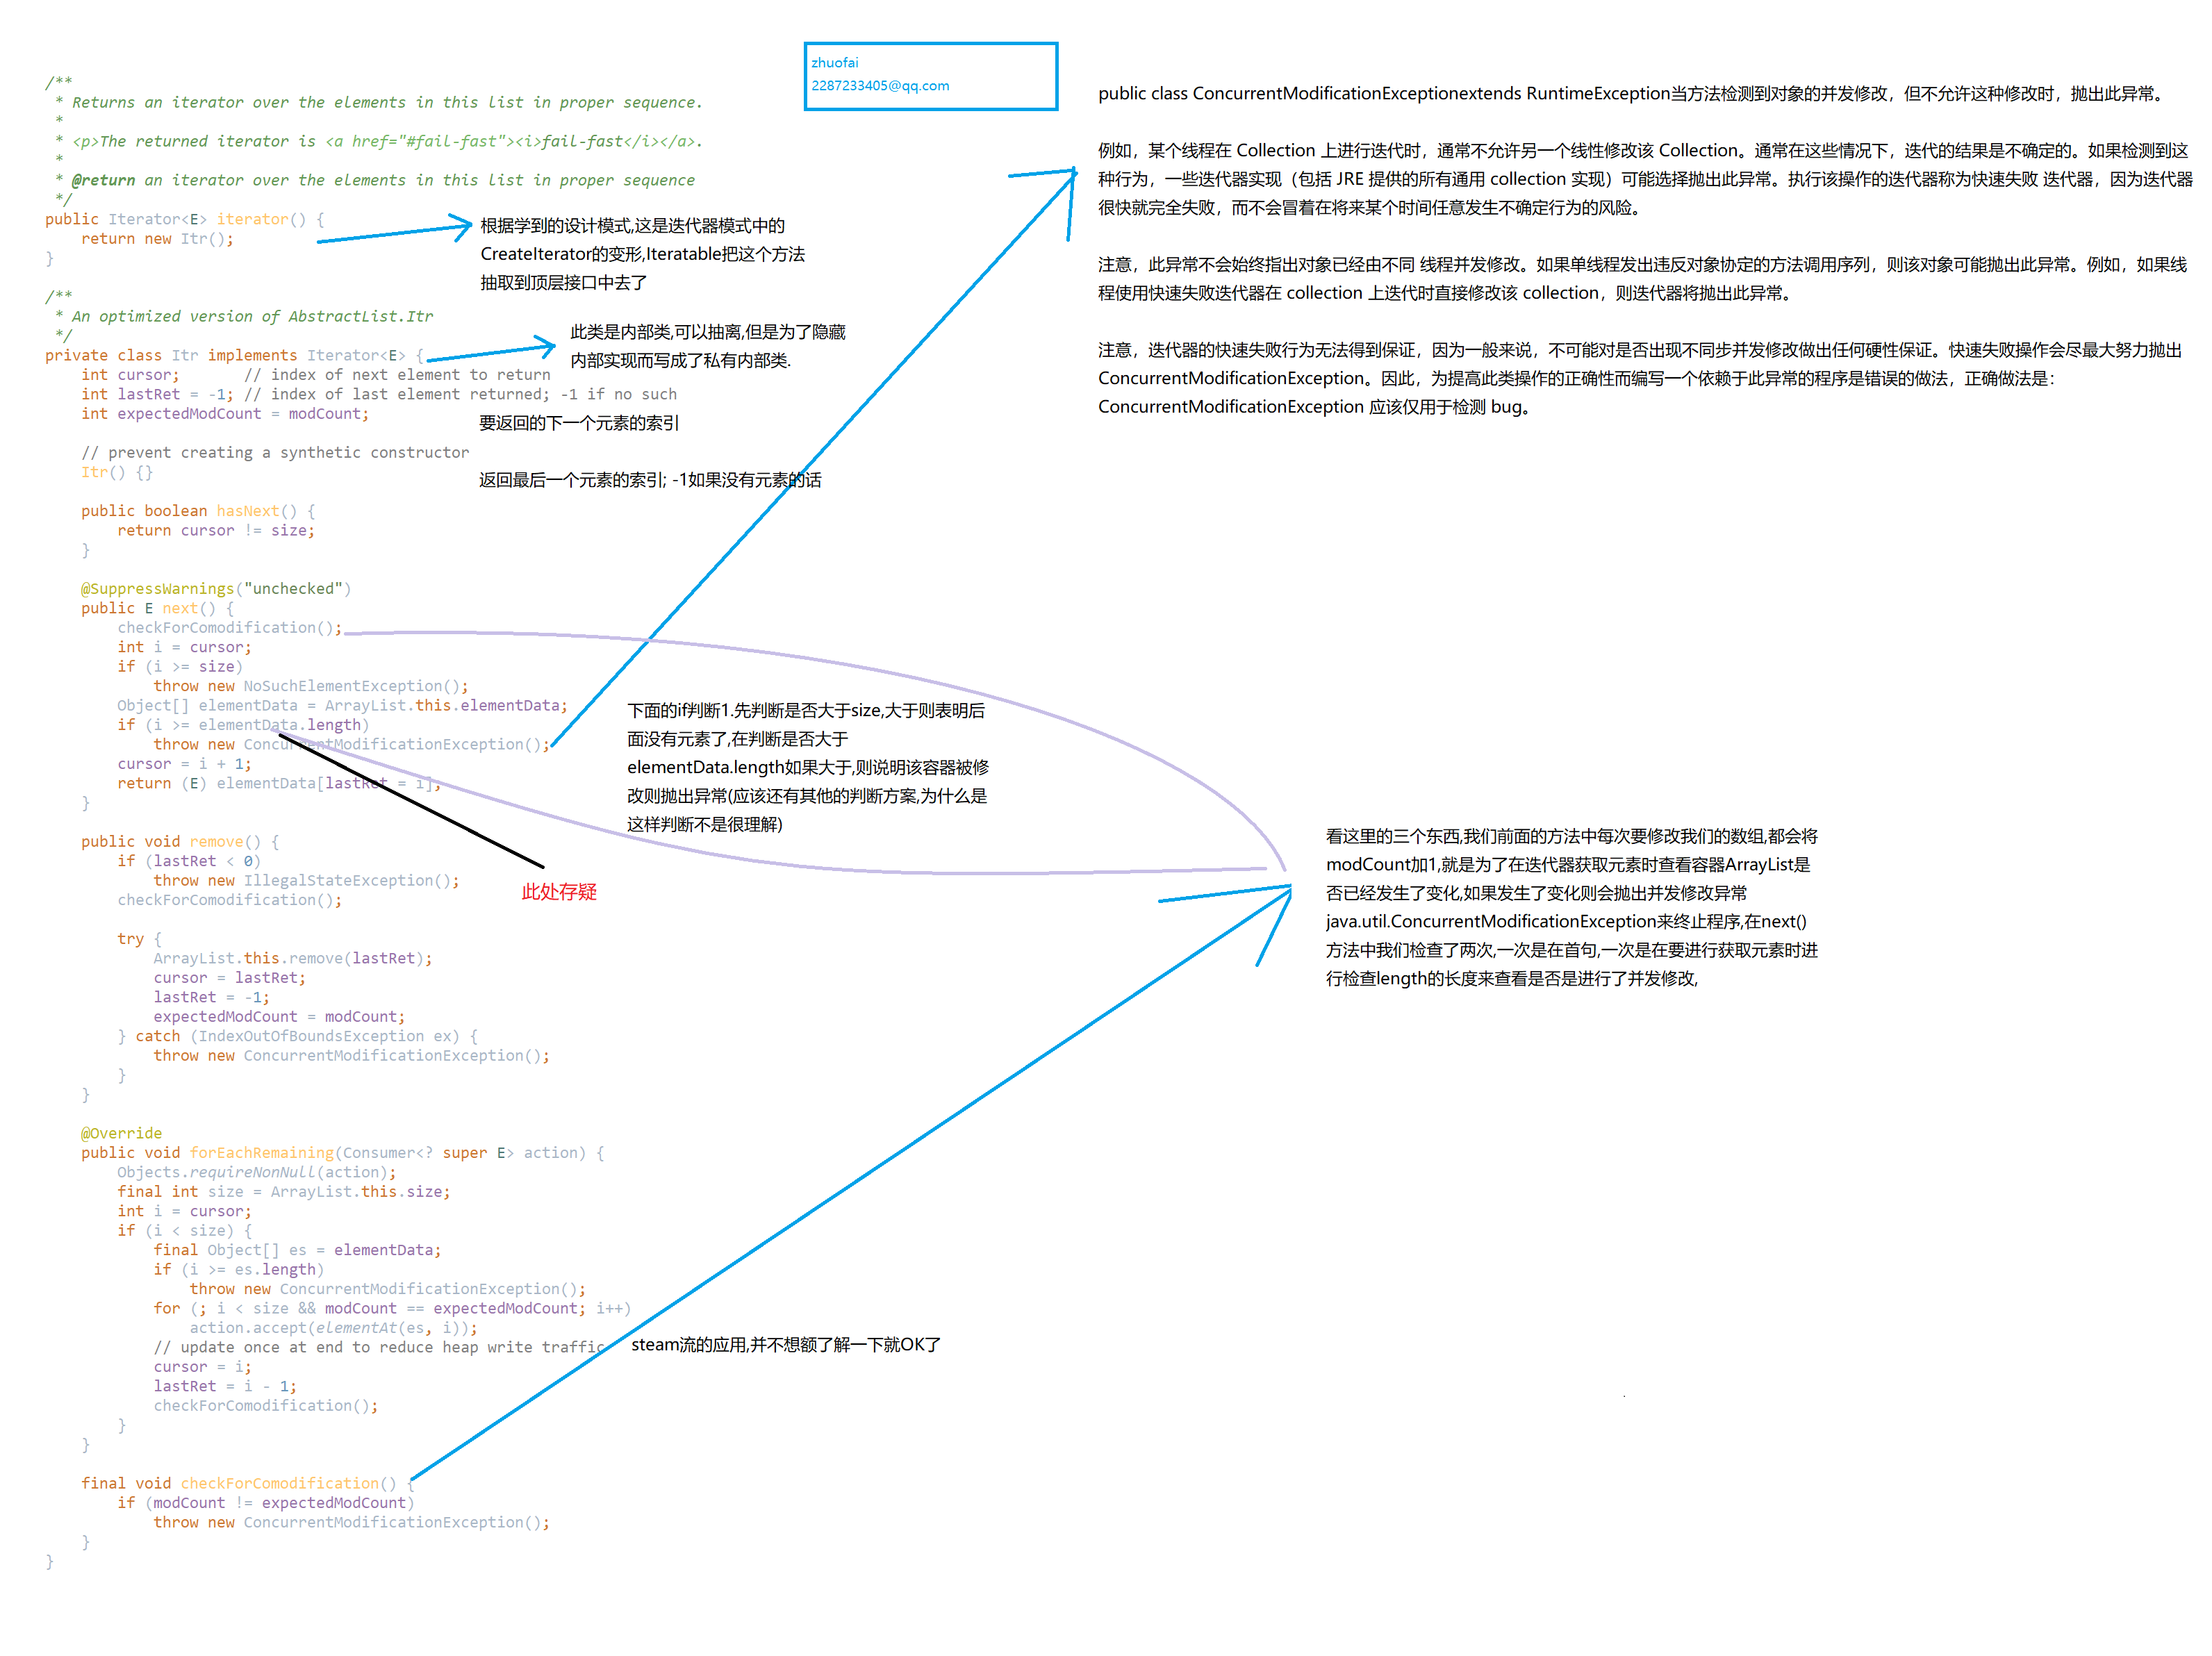 zhuofai
2287233405@qq.com
/**
 * Returns an iterator over the elements in this list in proper sequence.
 *
 * <p>The returned iterator is <a href="#fail-fast"><i>fail-fast</i></a>.
 *
 * @return an iterator over the elements in this list in proper sequence
 */
public Iterator<E> iterator() {
    return new Itr();
}
根据学到的设计模式,这是迭代器模式中的
CreateIterator的变形,Iteratable把这个方法
抽取到顶层接口中去了
/**
 * An optimized version of AbstractList.Itr
 */
private class Itr implements Iterator<E> {
    int cursor;       // index of next element to return
    int lastRet = -1; // index of last element returned; -1 if no such
    int expectedModCount = modCount;
此类是内部类,可以抽离,但是为了隐藏
内部实现而写成了私有内部类.
要返回的下一个元素的索引
返回最后一个元素的索引; -1如果没有元素的话
    // prevent creating a synthetic constructor
    Itr() {}
    public boolean hasNext() {
        return cursor != size;
    }
    @SuppressWarnings("unchecked")
    public E next() {
        checkForComodification();
        int i = cursor;
        if (i >= size)
            throw new NoSuchElementException();
        Object[] elementData = ArrayList.this.elementData;
        if (i >= elementData.length)
            throw new ConcurrentModificationException();
        cursor = i + 1;
        return (E) elementData[lastRet = i];
    }
下面的if判断1.先判断是否大于size,大于则表明后
面没有元素了,在判断是否大于
elementData.length如果大于,则说明该容器被修
改则抛出异常(应该还有其他的判断方案,为什么是
这样判断不是很理解)
此处存疑
    public void remove() {
        if (lastRet < 0)
            throw new IllegalStateException();
        checkForComodification();
        try {
            ArrayList.this.remove(lastRet);
            cursor = lastRet;
            lastRet = -1;
            expectedModCount = modCount;
        } catch (IndexOutOfBoundsException ex) {
            throw new ConcurrentModificationException();
        }
    }
    @Override
    public void forEachRemaining(Consumer<? super E> action) {
        Objects.requireNonNull(action);
        final int size = ArrayList.this.size;
        int i = cursor;
        if (i < size) {
            final Object[] es = elementData;
            if (i >= es.length)
                throw new ConcurrentModificationException();
            for (; i < size && modCount == expectedModCount; i++)
                action.accept(elementAt(es, i));
            // update once at end to reduce heap write traffic
            cursor = i;
            lastRet = i - 1;
            checkForComodification();
        }
    }
steam流的应用,并不想额了解一下就OK了
    final void checkForComodification() {
        if (modCount != expectedModCount)
            throw new ConcurrentModificationException();
    }
}
public class ConcurrentModificationExceptionextends RuntimeException当方法检测到对象的并发修改，但不允许这种修改时，抛出此异常。
例如，某个线程在 Collection 上进行迭代时，通常不允许另一个线性修改该 Collection。通常在这些情况下，迭代的结果是不确定的。如果检测到这
种行为，一些迭代器实现（包括 JRE 提供的所有通用 collection 实现）可能选择抛出此异常。执行该操作的迭代器称为快速失败 迭代器，因为迭代器
很快就完全失败，而不会冒着在将来某个时间任意发生不确定行为的风险。
注意，此异常不会始终指出对象已经由不同 线程并发修改。如果单线程发出违反对象协定的方法调用序列，则该对象可能抛出此异常。例如，如果线
程使用快速失败迭代器在 collection 上迭代时直接修改该 collection，则迭代器将抛出此异常。
注意，迭代器的快速失败行为无法得到保证，因为一般来说，不可能对是否出现不同步并发修改做出任何硬性保证。快速失败操作会尽最大努力抛出
ConcurrentModificationException。因此，为提高此类操作的正确性而编写一个依赖于此异常的程序是错误的做法，正确做法是：
ConcurrentModificationException 应该仅用于检测 bug。
看这里的三个东西,我们前面的方法中每次要修改我们的数组,都会将
modCount加1,就是为了在迭代器获取元素时查看容器ArrayList是
否已经发生了变化,如果发生了变化则会抛出并发修改异常
java.util.ConcurrentModificationException来终止程序,在next()
方法中我们检查了两次,一次是在首句,一次是在要进行获取元素时进
行检查length的长度来查看是否是进行了并发修改,